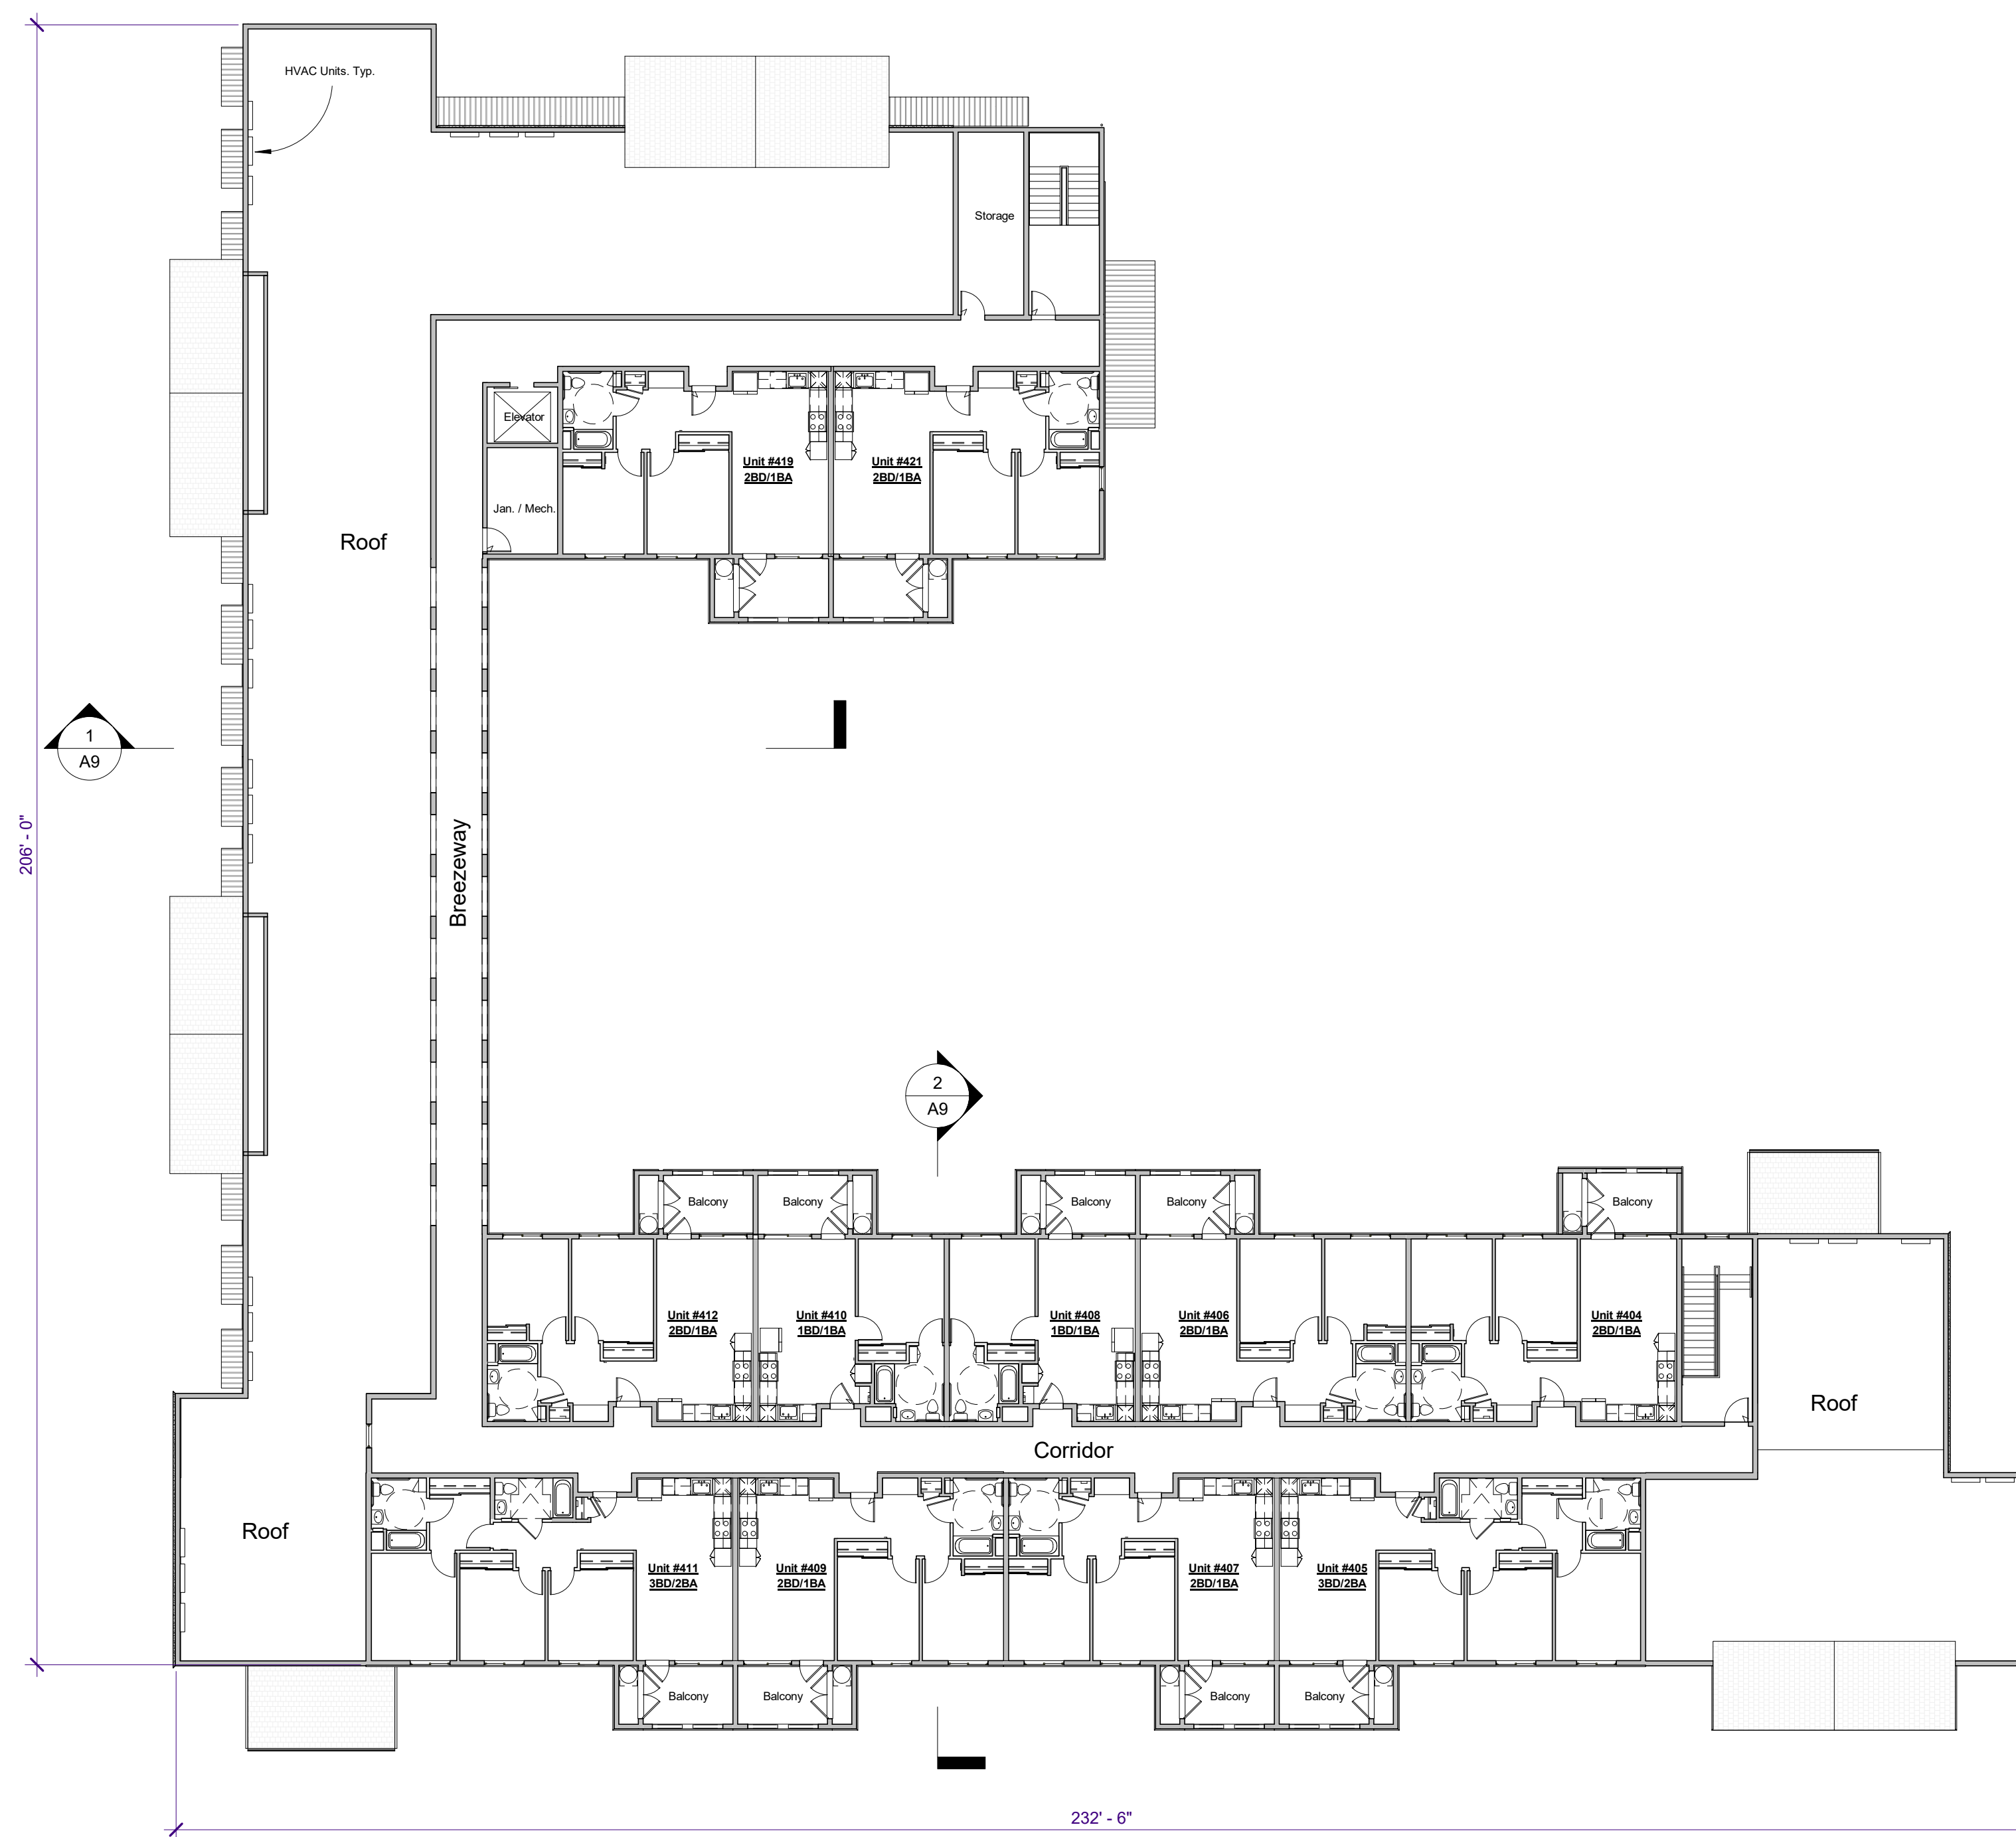 HVAC Units. Typ.
Storage
Elevator
Unit #419
2BD/1BA
Unit #421
2BD/1BA
Jan. / Mech.
Roof
1
A9
206' - 0"
Breezeway
2
A9
Balcony
Balcony
Balcony
Balcony
Balcony
Unit #412
2BD/1BA
Unit #410
1BD/1BA
Unit #408
1BD/1BA
Unit #406
2BD/1BA
Unit #404
2BD/1BA
Roof
Corridor
Roof
Unit #411
3BD/2BA
Unit #409
2BD/1BA
Unit #407
2BD/1BA
Unit #405
3BD/2BA
Balcony
Balcony
Balcony
Balcony
232' - 6"